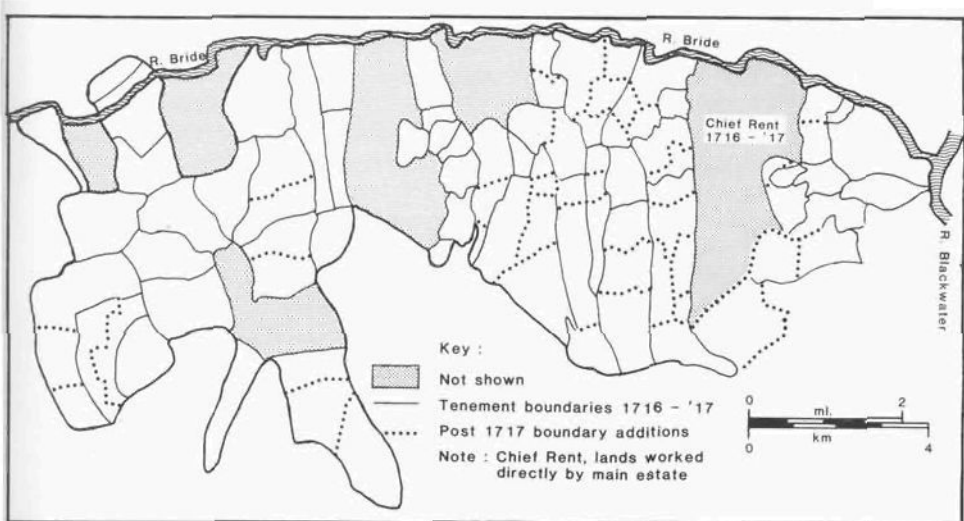 R. Bride
R. Bride
Chief Rent
1716 - '17
R. Blackwater
Key :
Not shown
Tenement boundaries 1716 - '17
Post 1717 boundary additions
Note : Chief Rent, lands worked
directly by main estate
0 2
ml.
km
0 4